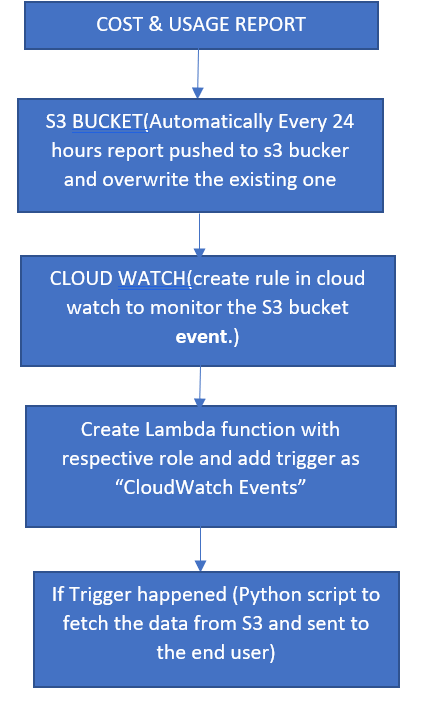 COST & USAGE REPORT
S3 BUCKET(Automatically Every 24
hours report pushed to s3 bucker
and overwrite the existing one
CLOUD WATCH(create rule in cloud
watch to monitor the S3 bucket
event.)
Create Lambda function with
respective role and add trigger as
“CloudWatch Events”
If Trigger happened (Python script to
fetch the data from S3 and sent to
the end user)